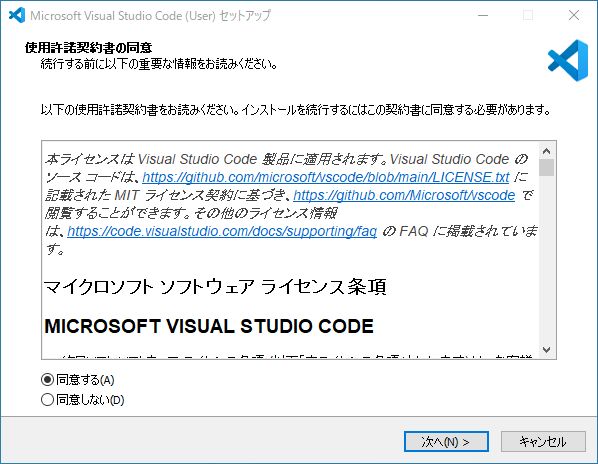 Microsoft Visual Studio Code (User) セットアップ
使用許諾契約書の同意
続行する前に以下の重要な情報をお読みください。
以下の使用許諾契約書をお読みください。インストールを続行するにはこの契約書に同意する必要があります。
本ライセンスは Visual Studio Code 製品に適用されます。Visual Studio Code の
ソース コードは、https://github.com/microsoft/vscode/blob/main/LICENSE.txt に
記載された MIT ライセンス契約に基づき、https://github.com/Microsoft/vscode で
閲覧することができます。その他のライセンス情報
は、https://code.visualstudio.com/docs/supporting/faq の FAQ に掲載されていま
す。
マイクロソフト ソフトウェア ライセンス条項
MICROSOFT VISUAL STUDIO CODE
同意する(A)
同意しない(D)
次へ(N) >
キャンセル